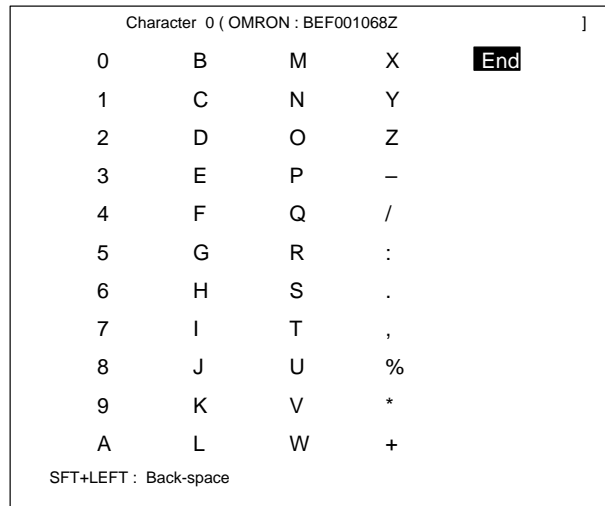 Character 0 ( OMRON : BEF001068Z ]
0 B M X End
1 C N Y
2 D O Z
3 E P –
4 F Q /
5 G R :
6 H S .
7 I T ,
8 J U %
9 K V *
A L W +
SFT+LEFT : Back-space